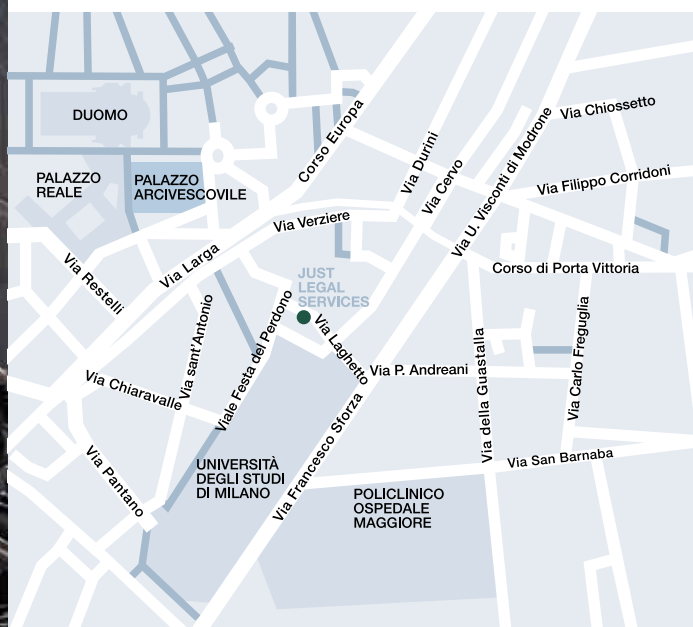 DUOMO
PALAZZO
REALE
PALAZZO
ARCIVESCOVILE
Corso Europa
Via Durini
Via Cervo
Via U. Visconti di Modrone
Via Chiossetto
Via Filippo Corridoni
Via Verziere
Via Larga
Via Restelli
JUST
LEGAL
SERVICES
Corso di Porta Vittoria
Via sant'Antonio
Viale Festa del Perdono
Via Laghetto
Via P. Andreani
Via della Guastalla
Via Carlo Freguglia
Via Chiaravalle
Via Pantano
Via Francesco Sforza
Via San Barnaba
UNIVERSITÀ
DEGLI STUDI
DI MILANO
POLICLINICO
OSPEDALE
MAGGIORE